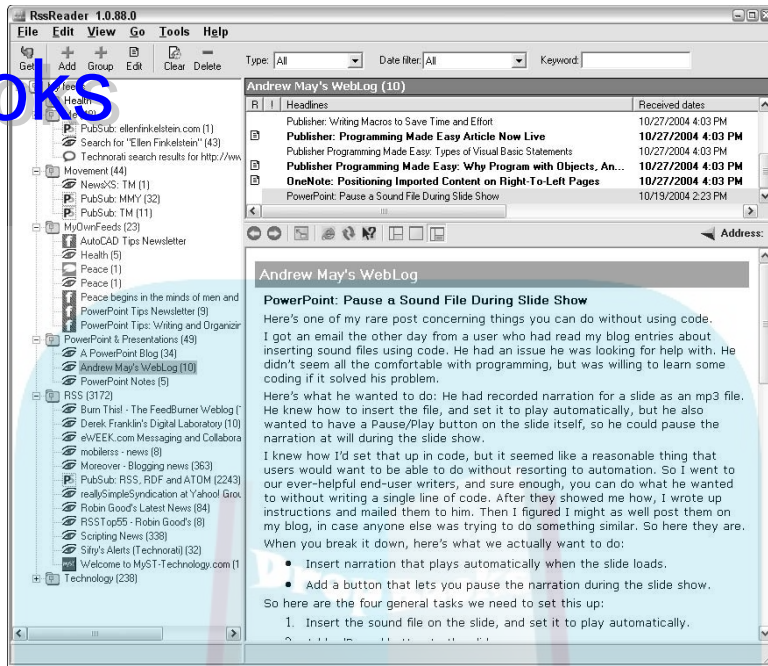 RssReader 1.0.88.0
File Edit View Go Tools Help
Get Add Group Edit Clear Delete Type: All Date filter: All Keyword:
oks
Health
PubSub: ellenfinkelstein.com (1)
Search for "Ellen Finkelstein" (43)
Technorati search results for http://ww
Movement (44)
NewsXS: TM (1)
PubSub: MMY (32)
PubSub: TM (11)
MyOwnFeeds (23)
AutoCAD Tips Newsletter
Health (5)
Peace (1)
Peace (1)
Peace begins in the minds of men and
PowerPoint Tips Newsletter (9)
PowerPoint Tips: Writing and Organizin
PowerPoint & Presentations (49)
A PowerPoint Blog (34)
Andrew May's WebLog (10)
PowerPoint Notes (5)
RSS (3172)
Burn This! - The FeedBurner Weblog (
Derek Franklin's Digital Laboratory (10)
eWEEK.com Messaging and Collabora
mobilerss - news (8)
Moreover - Blogging news (363)
PubSub: RSS, RDF and ATOM (2243)
reallySimpleSyndication at Yahoo! Grou
Robin Good's Latest News (84)
RSSTop55 - Robin Good's (8)
Scripting News (338)
Sifry's Alerts (Technorati) (32)
Welcome to MyST-Technology.com (1
Technology (238)
Andrew May's WebLog (10)
R ! Headlines Received dates
Publisher: Writing Macros to Save Time and Effort 10/27/2004 4:03 PM
Publisher: Programming Made Easy Article Now Live 10/27/2004 4:03 PM
Publisher Programming Made Easy: Types of Visual Basic Statements 10/27/2004 4:03 PM
Publisher Programming Made Easy: Why Program with Objects, An... 10/27/2004 4:03 PM
OneNote: Positioning Imported Content on Right-To-Left Pages 10/27/2004 4:03 PM
PowerPoint: Pause a Sound File During Slide Show 10/19/2004 2:23 PM
Address:
Andrew May's WebLog
PowerPoint: Pause a Sound File During Slide Show
Here's one of my rare post concerning things you can do without using code.
I got an email the other day from a user who had read my blog entries about
inserting sound files using code. He had an issue he was looking for help with. He
didn't seem all the comfortable with programming, but was willing to learn some
coding if it solved his problem.
Here's what he wanted to do: He had recorded narration for a slide as an mp3 file.
He knew how to insert the file, and set it to play automatically, but he also
wanted to have a Pause/Play button on the slide itself, so he could pause the
narration at will during the slide show.
I knew how I'd set that up in code, but it seemed like a reasonable thing that
users would want to be able to do without resorting to automation. So I went to
our ever-helpful end-user writers, and sure enough, you can do what he wanted
to without writing a single line of code. After they showed me how, I wrote up
instructions and mailed them to him. Then I figured I might as well post them on
my blog, in case anyone else was trying to do something similar. So here they are.
When you break it down, here's what we actually want to do:
• Insert narration that plays automatically when the slide loads.
• Add a button that lets you pause the narration during the slide show.
So here are the four general tasks we need to set this up:
1. Insert the sound file on the slide, and set it to play automatically.